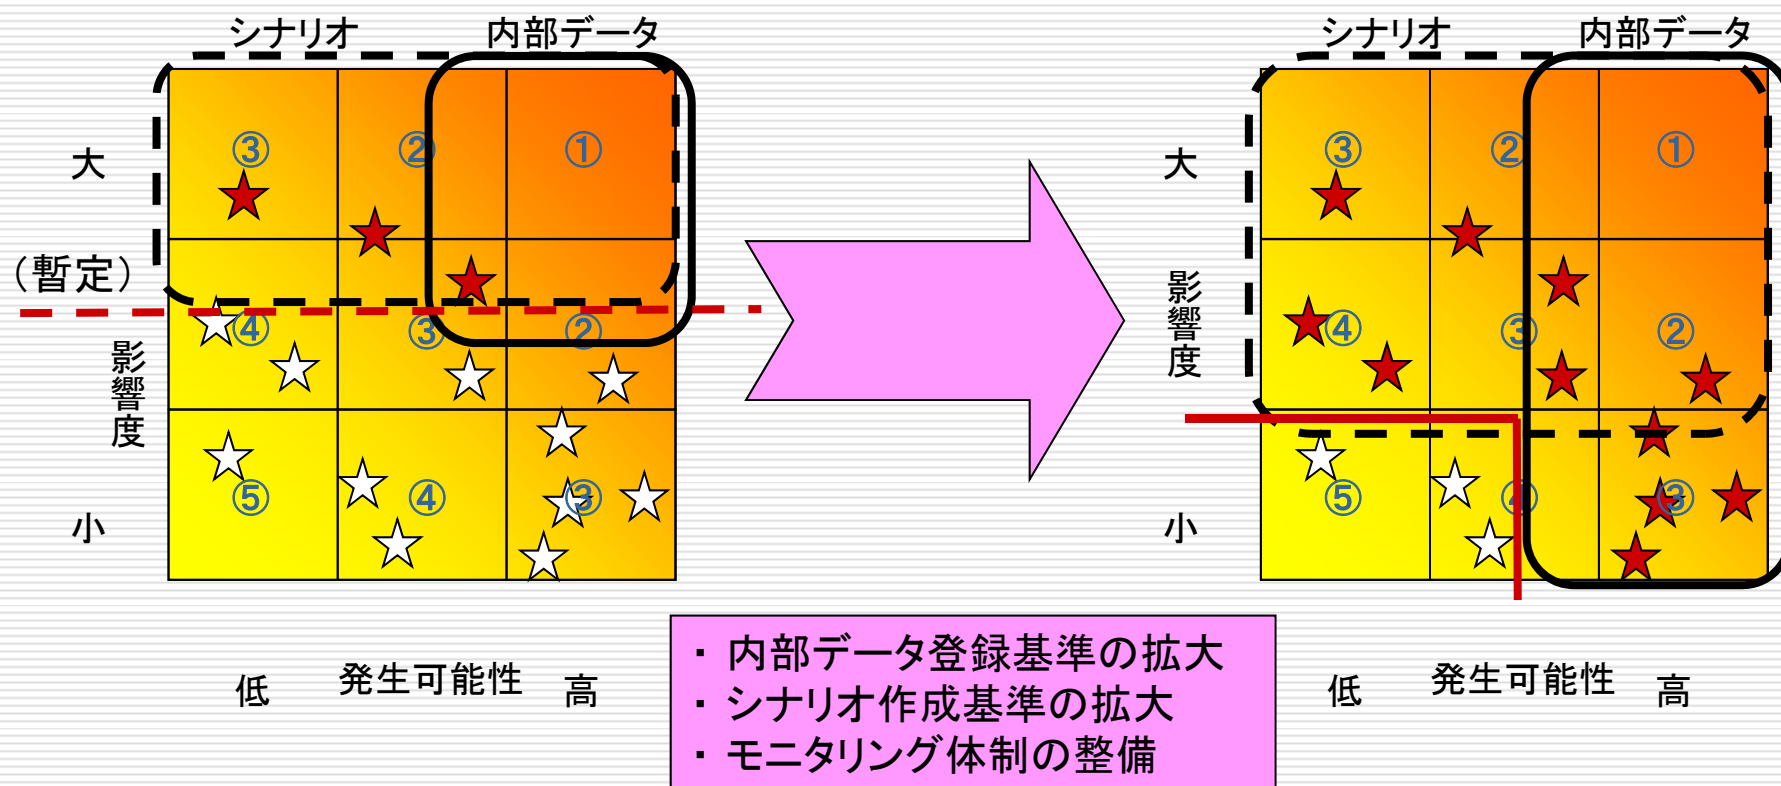 シナリオ
内部データ
大
③
②
①
(暫定)
影響度
④
③
②
小
⑤
④
③
低
発生可能性
高
シナリオ
内部データ
大
③
②
①
影響度
④
③
②
小
⑤
④
③
低
発生可能性
高
・ 内部データ登録基準の拡大
・ シナリオ作成基準の拡大
・ モニタリング体制の整備